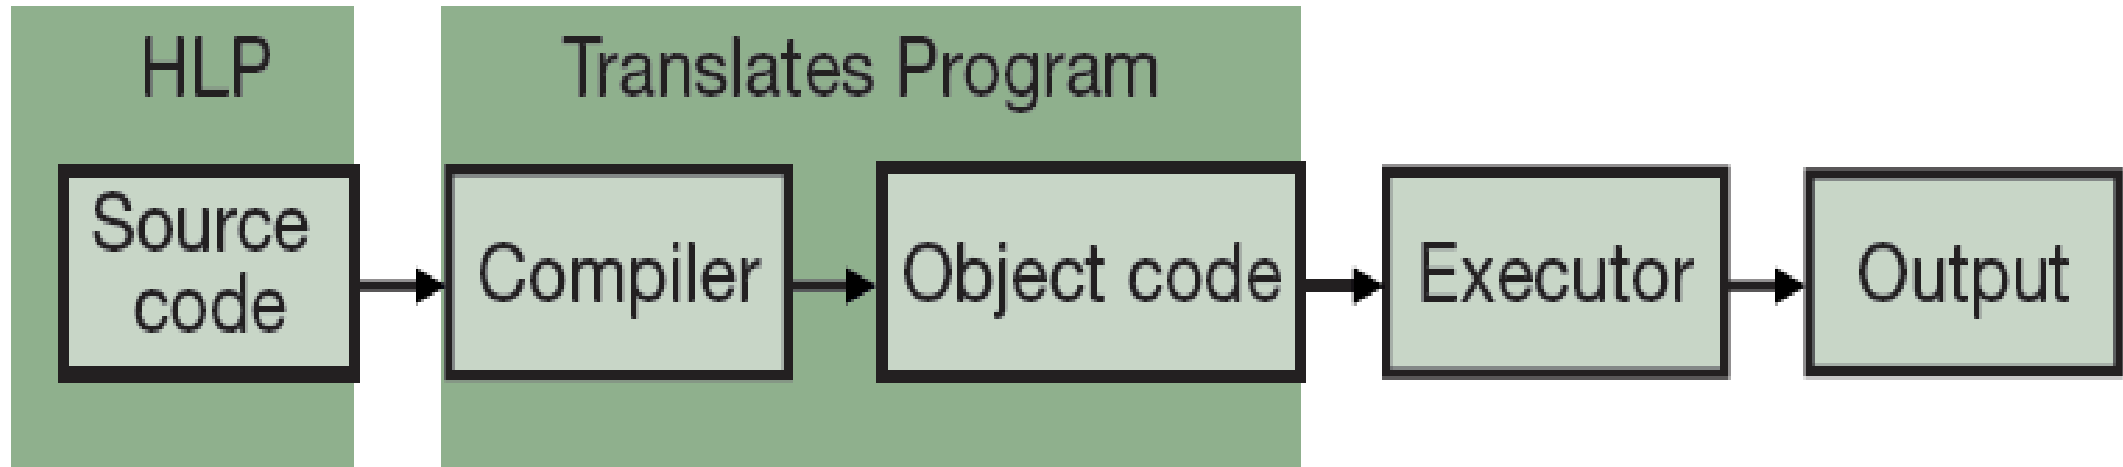 HLP
Translates Program
Source
code
Compiler
Object code
Executor
Output